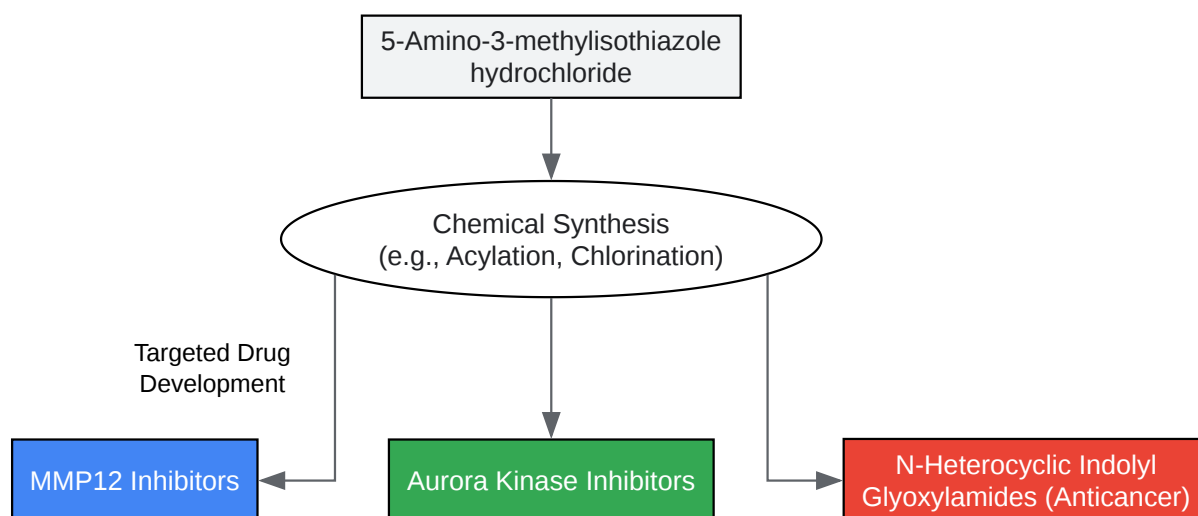 5-Amino-3-methylisothiazole
hydrochloride
Chemical Synthesis
(e.g., Acylation, Chlorination)
Targeted Drug
Development
MMP12 Inhibitors
Aurora Kinase Inhibitors
N-Heterocyclic Indolyl
Glyoxylamides (Anticancer)